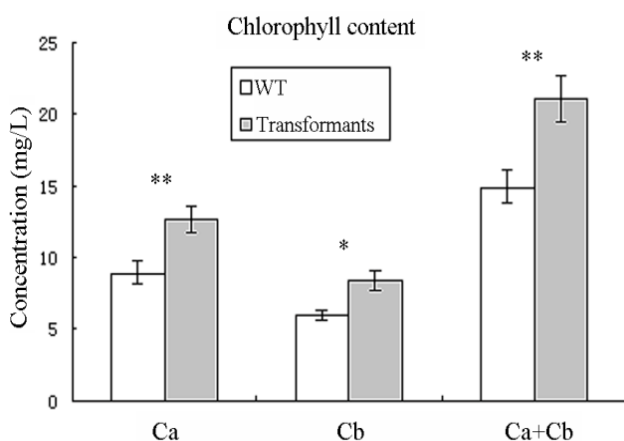 Chlorophyll content
Concentration (mg/L)
25
20
15
10
5
0
WT
Transformants
**
*
**
Ca
Cb
Ca+Cb